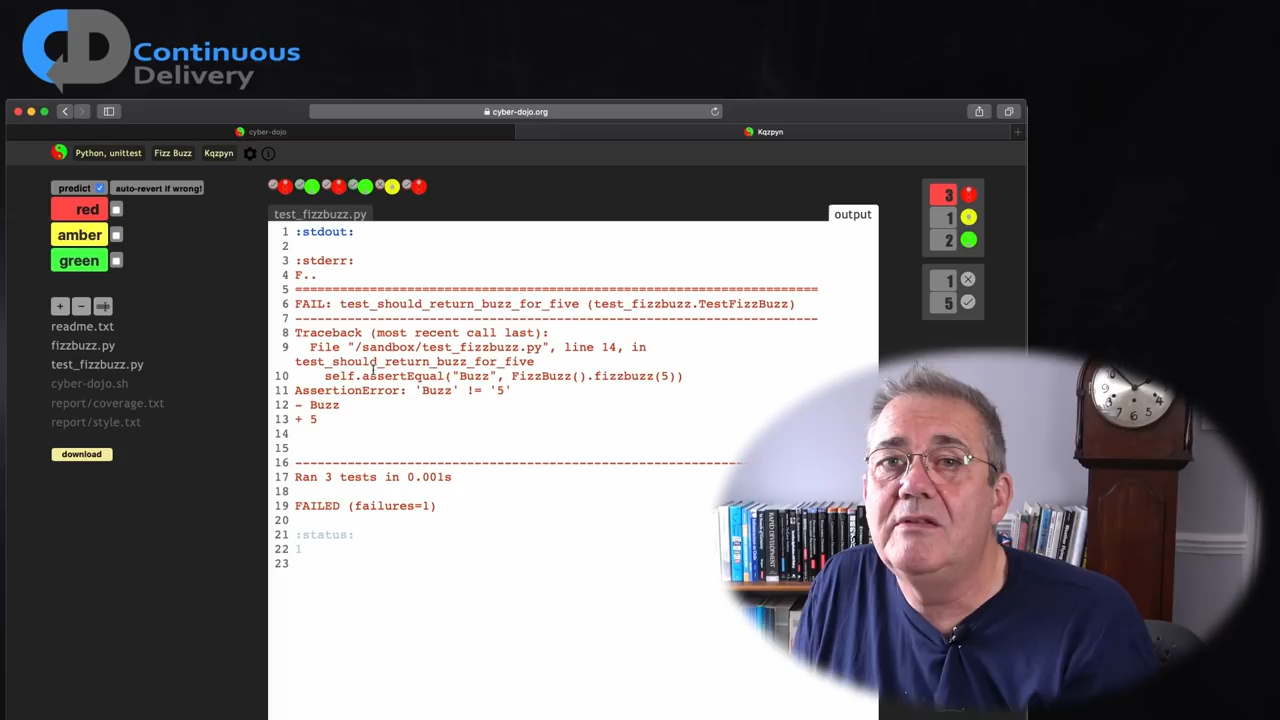 Continuous
Delivery
cyber-dojo.org
cyber-dojo
Kqzpyn
Python, unittest
Fizz Buzz
Kqzpyn
predict
auto-revert if wrong!
red
amber
green
readme.txt
fizzbuzz.py
test_fizzbuzz.py
cyber-dojo.sh
report/coverage.txt
report/style.txt
download
test_fizzbuzz.py
output
1 :stdout:
2
3 :stderr:
4 F..
5 ======================================================================
6 FAIL: test_should_return_buzz_for_five (test_fizzbuzz.TestFizzBuzz)
7 ----------------------------------------------------------------------
8 Traceback (most recent call last):
9   File "/sandbox/test_fizzbuzz.py", line 14, in
test_should_return_buzz_for_five
10     self.assertEqual("Buzz", FizzBuzz().fizzbuzz(5))
11 AssertionError: 'Buzz' != '5'
12 - Buzz
13 + 5
14
15
16 ------------------------------------------------------------
17 Ran 3 tests in 0.001s
18
19 FAILED (failures=1)
20
21 :status:
22 1
23
3
1
2
1
5
RAPID DEVELOPMENT